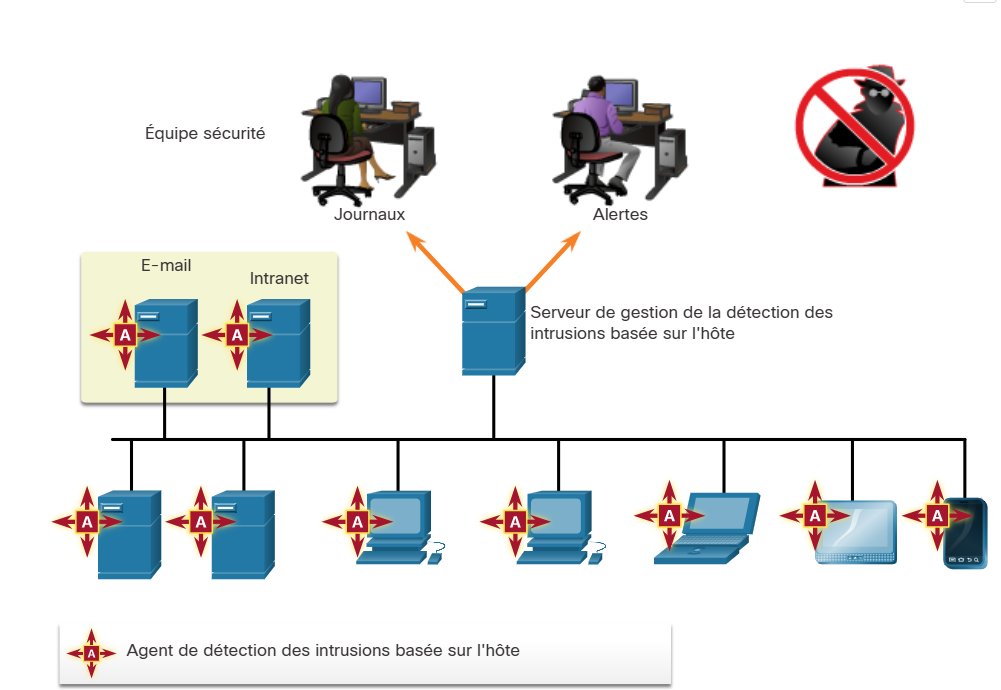 Équipe sécurité
Journaux
Alertes
E-mail
Intranet
Serveur de gestion de la détection des
intrusions basée sur l'hôte
A
A
A
A
A
A
A
A
A
A
Agent de détection des intrusions basée sur l'hôte